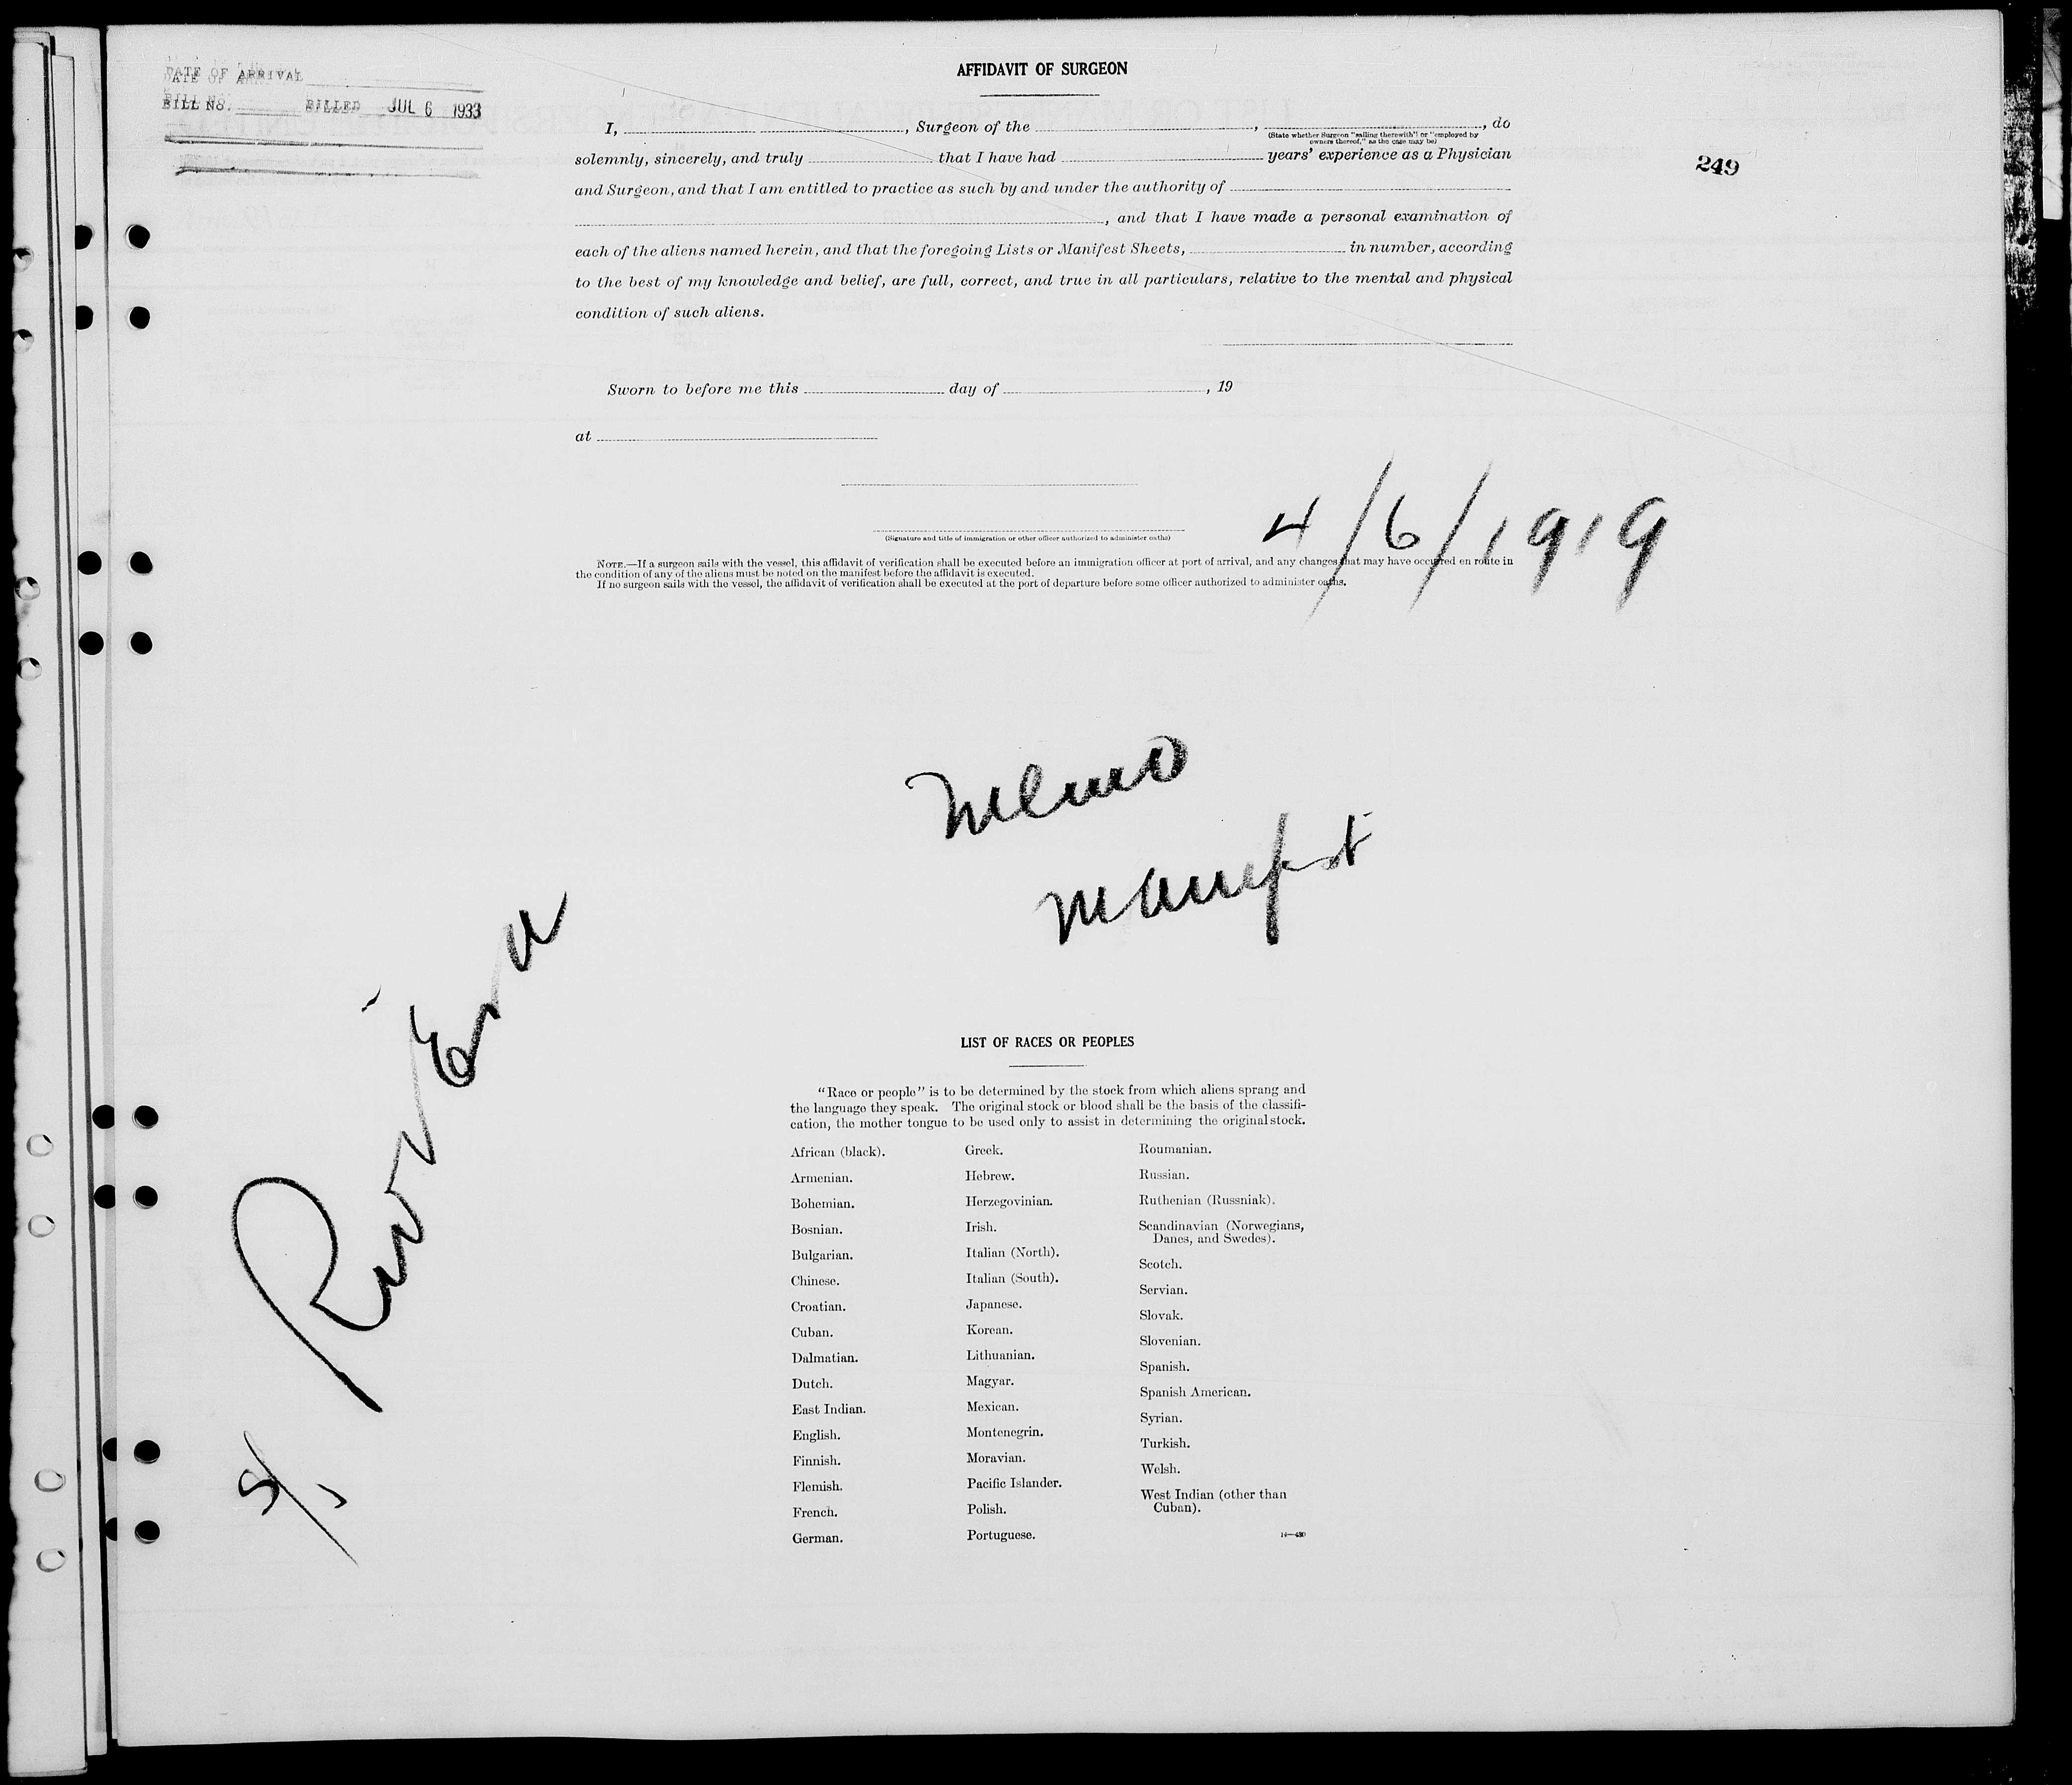 DATE OF ARRIVAL
BILL No. BILLED JUL 6 1933
AFFIDAVIT OF SURGEON
I, , Surgeon of the , , do
(State whether Surgeon "sailing therewith" or "employed by
owners thereof," as the case may be)
solemnly, sincerely, and truly that I have had years' experience as a Physician
249
and Surgeon, and that I am entitled to practice as such by and under the authority of
, and that I have made a personal examination of
each of the aliens named herein, and that the foregoing Lists or Manifest Sheets, in number, according
to the best of my knowledge and belief, are full, correct, and true in all particulars, relative to the mental and physical
condition of such aliens.
Sworn to before me this day of , 19
at
4/6/1919
(Signature and title of immigration or other officer authorized to administer oaths)
NOTE.—If a surgeon sails with the vessel, this affidavit of verification shall be executed before an immigration officer at port of arrival, and any changes that may have occurred en route in
the condition of any of the aliens must be noted on the manifest before the affidavit is executed.
If no surgeon sails with the vessel, the affidavit of verification shall be executed at the port of departure before some officer authorized to administer oaths.
Memo
Manifest
LIST OF RACES OR PEOPLES
"Race or people" is to be determined by the stock from which aliens sprang and
the language they speak. The original stock or blood shall be the basis of the classifi-
cation, the mother tongue to be used only to assist in determining the original stock.
African (black).
Armenian.
Bohemian.
Bosnian.
Bulgarian.
Chinese.
Croatian.
Cuban.
Dalmatian.
Dutch.
East Indian.
English.
Finnish.
Flemish.
French.
German.
Greek.
Hebrew.
Herzegovinian.
Irish.
Italian (North).
Italian (South).
Japanese.
Korean.
Lithuanian.
Magyar.
Mexican.
Montenegrin.
Moravian.
Pacific Islander.
Polish.
Portuguese.
Roumanian.
Russian.
Ruthenian (Russniak).
Scandinavian (Norwegians,
Danes, and Swedes).
Scotch.
Servian.
Slovak.
Slovenian.
Spanish.
Spanish American.
Syrian.
Turkish.
Welsh.
West Indian (other than
Cuban).
14—430